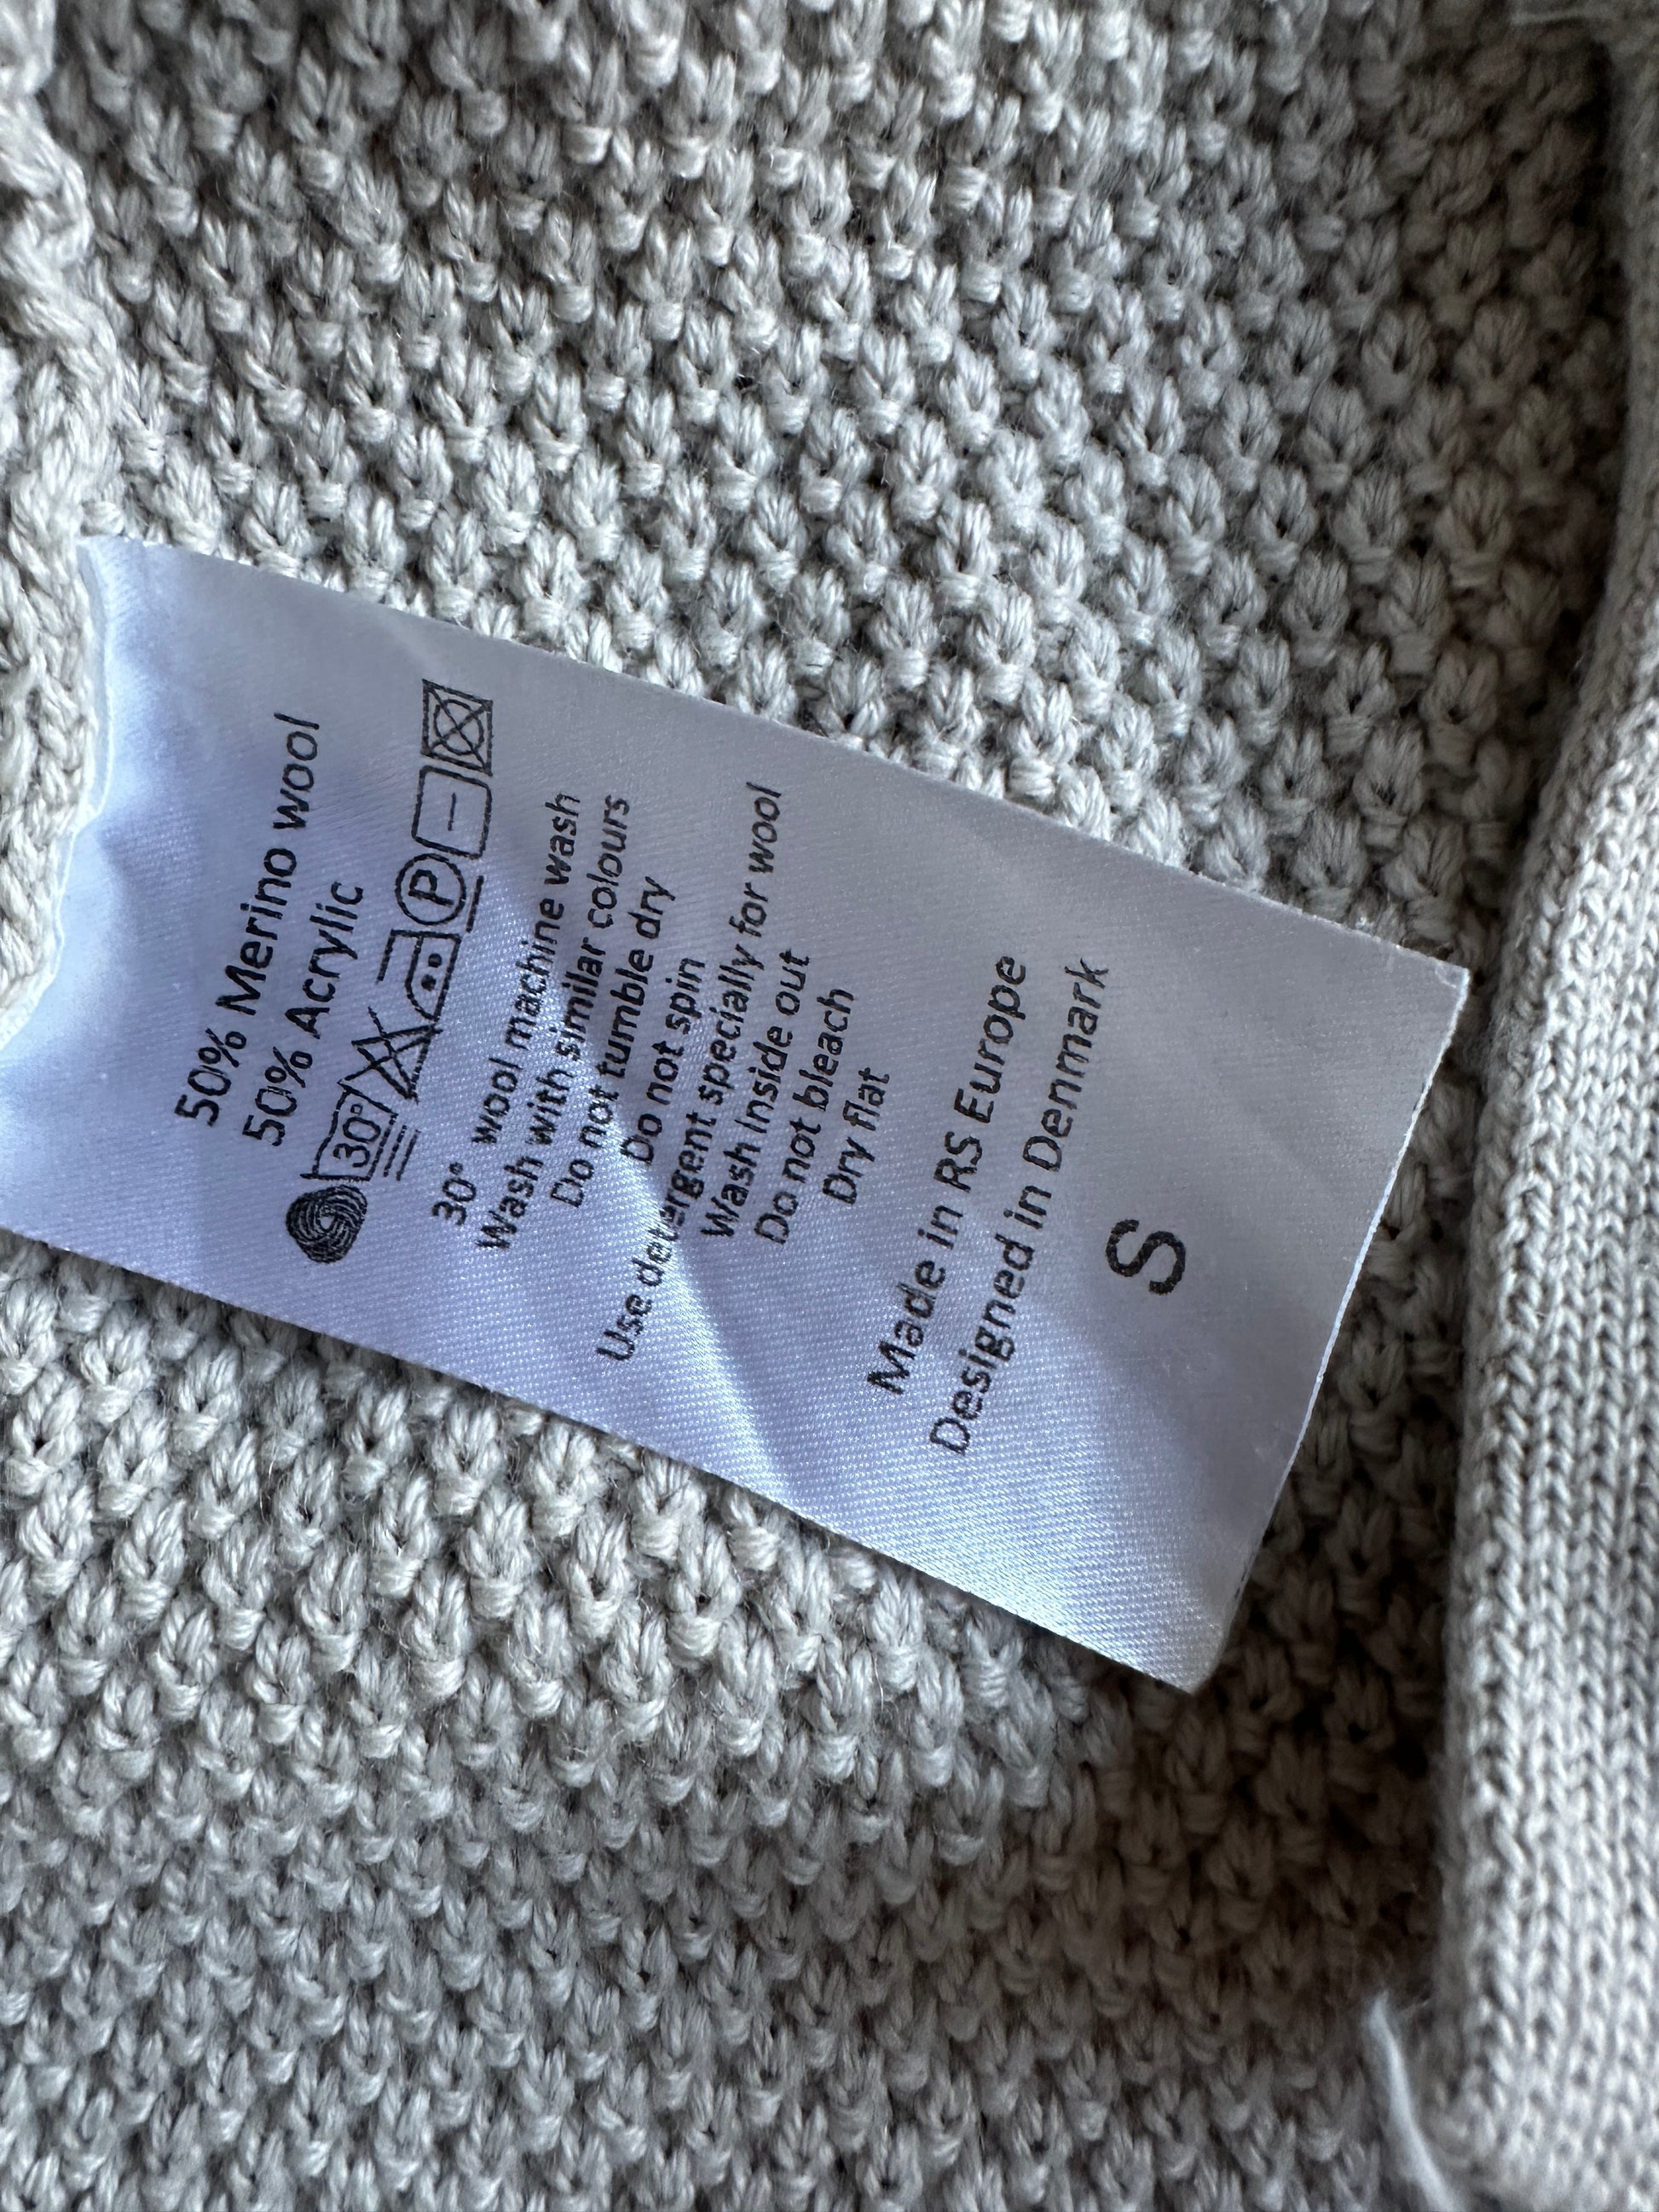 50% Merino wool
50% Acrylic
30° P
30° wool machine wash
Wash with similar colours
Do not tumble dry
Do not spin
Use detergent specially for wool
Wash inside out
Do not bleach
Dry flat
Made in RS Europe
Designed in Denmark
S